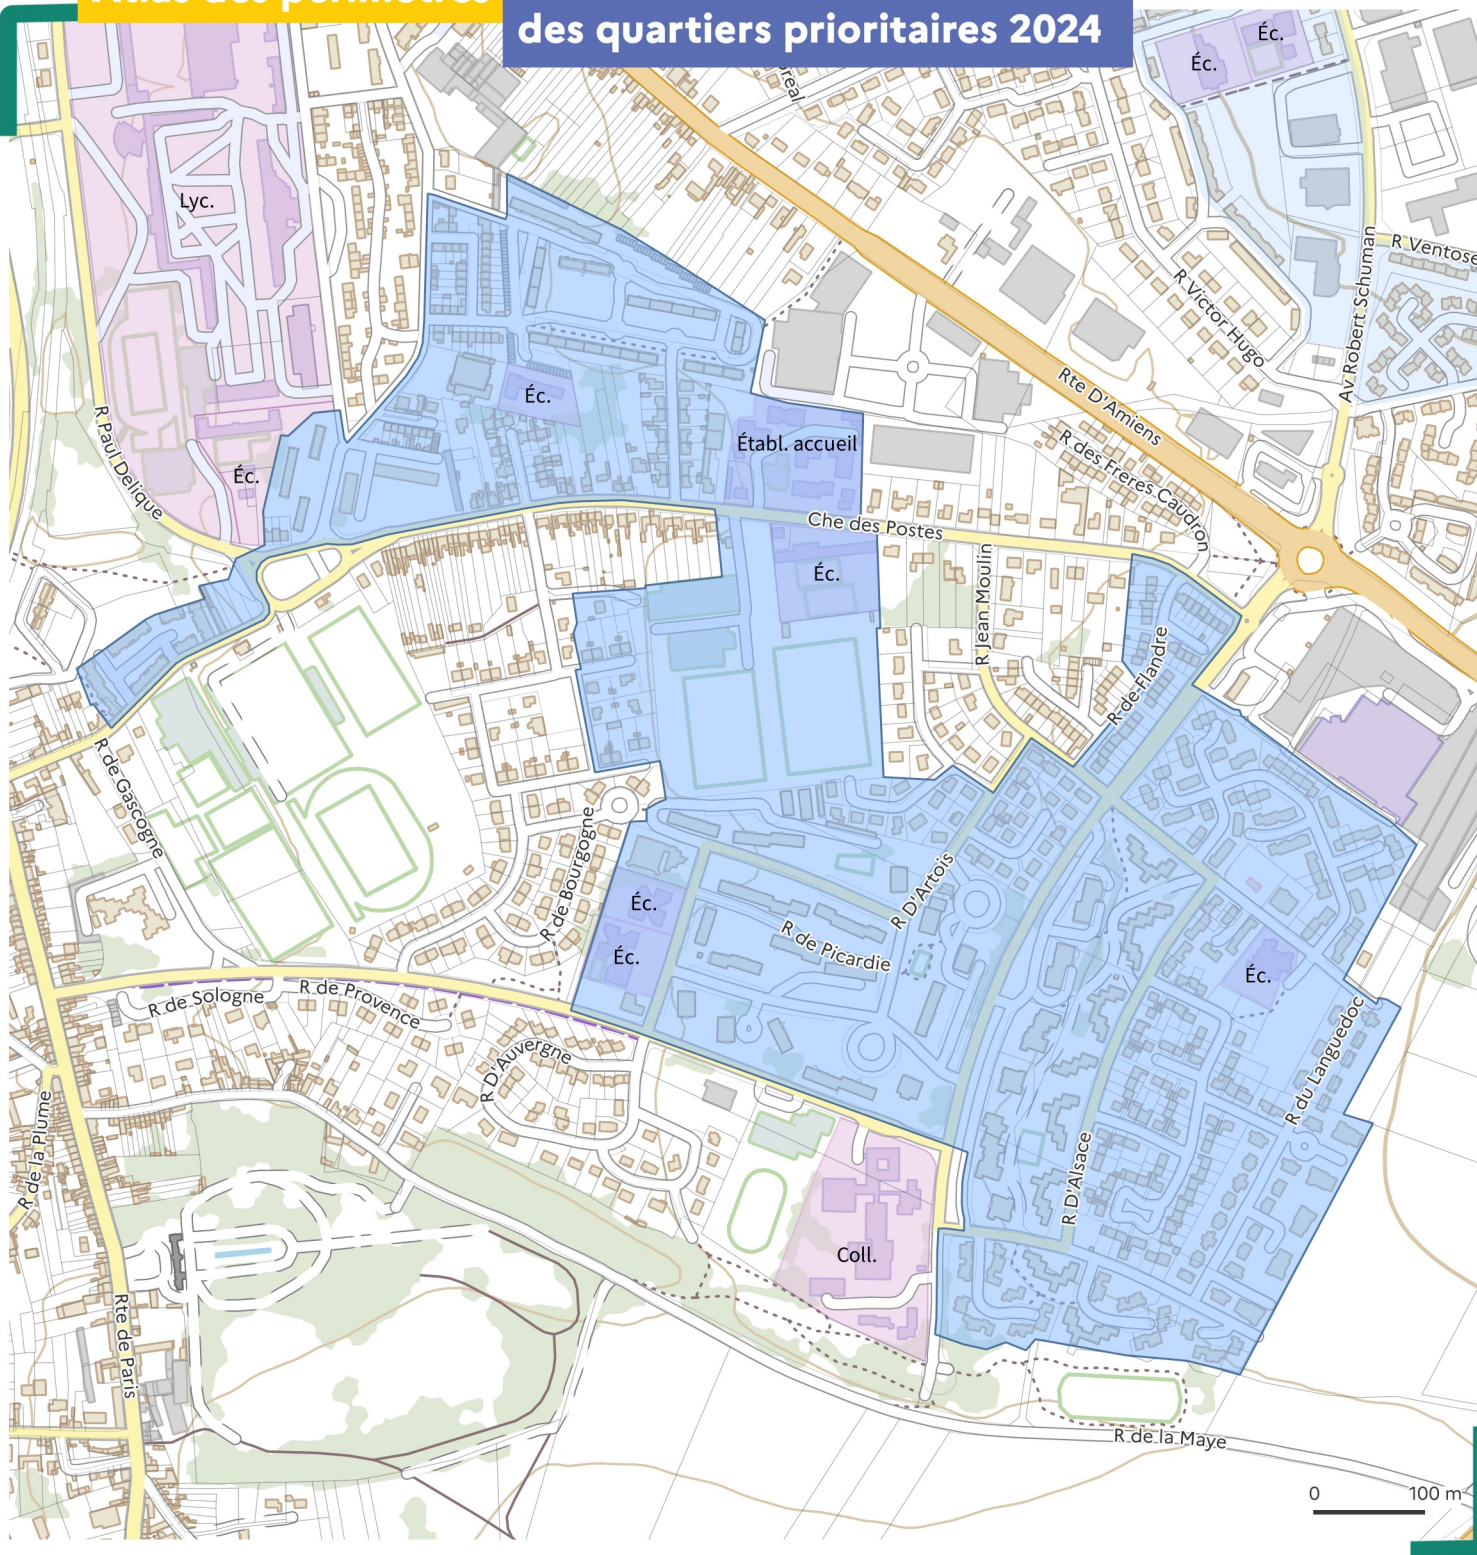 Atlas des périmètres
des quartiers prioritaires 2024
Éc.
Éc.
Lyc.
R Ventose
Av Robert Schuman
R Victor Hugo
Rte D'Amiens
R des Freres Caudron
Éc.
Établ. accueil
R Paul Delique
Éc.
Che des Postes
Éc.
R Jean Moulin
R de Flandre
R de Gascogne
R de Bourgogne
R D'Artois
Éc.
R de Picardie
Éc.
Éc.
R de Sologne
R de Provence
R D'Auvergne
R du Languedoc
R de la Plume
R D'Alsace
Coll.
Rte de Paris
R de la Maye
0 100 m